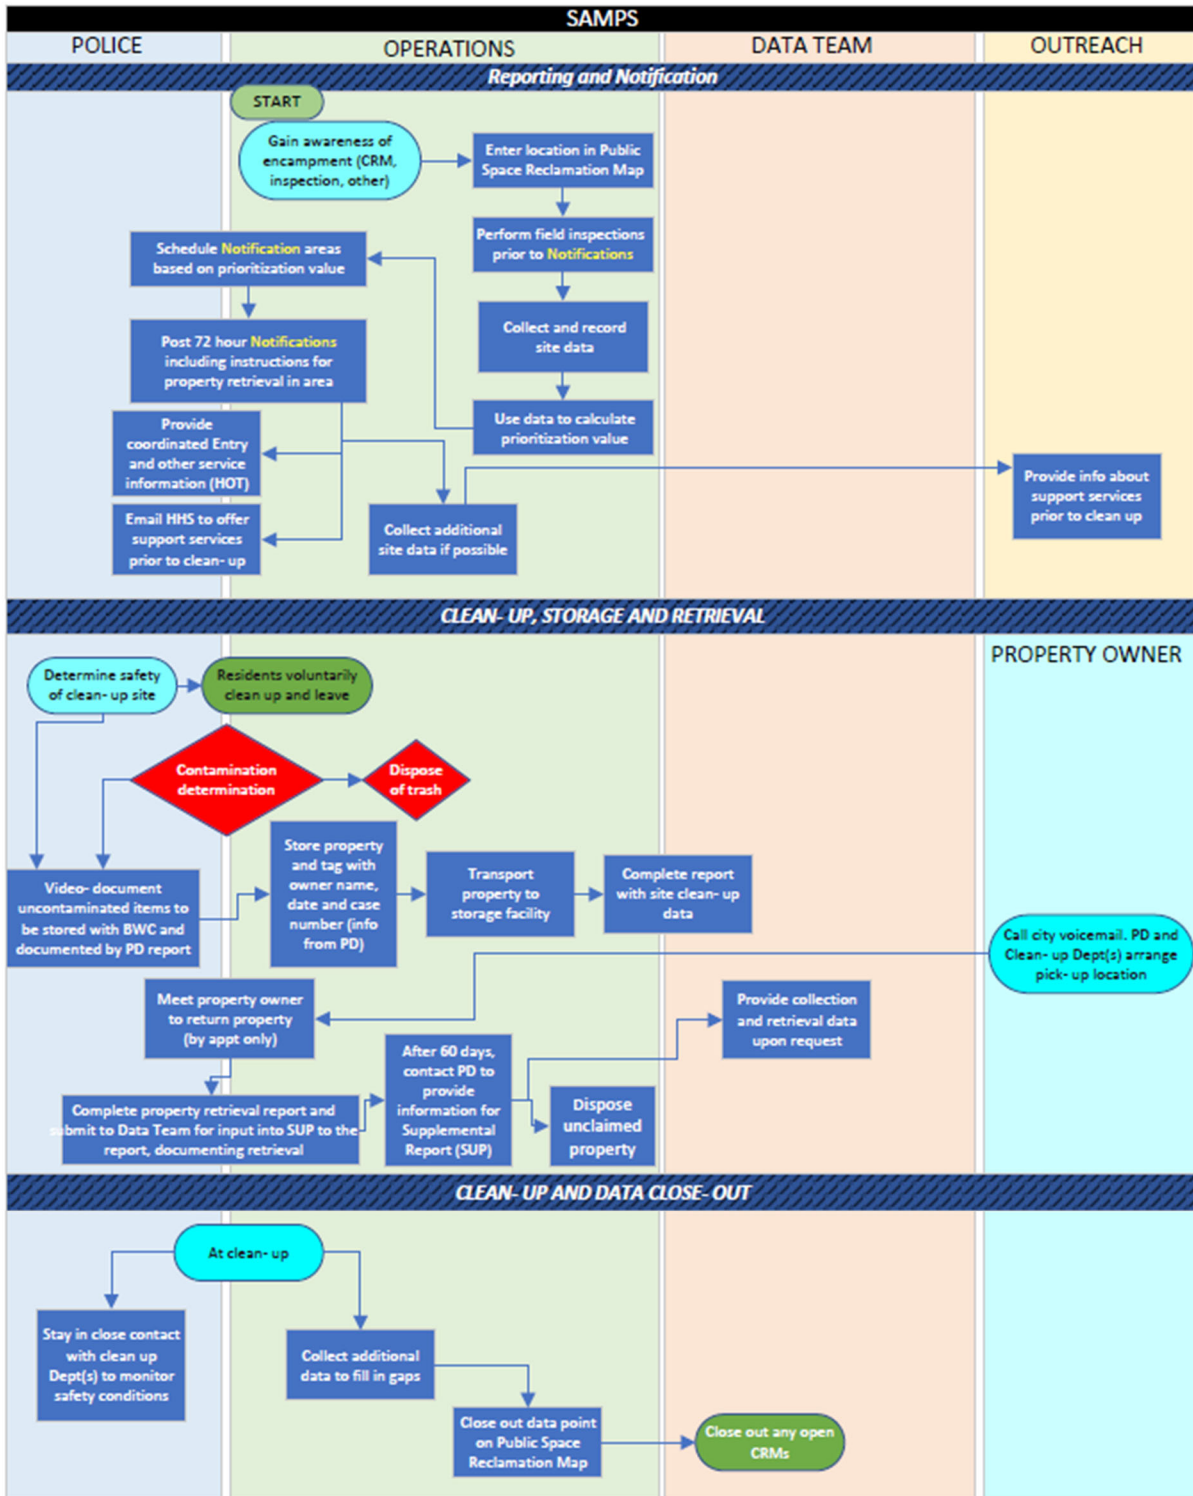 SAMPS
POLICE
OPERATIONS
DATA TEAM
OUTREACH
Reporting and Notification
START
Gain awareness of
encampment (CRM,
inspection, other)
Enter location in Public
Space Reclamation Map
Perform field inspections
prior to Notifications
Schedule Notification areas
based on prioritization value
Collect and record
site data
Post 72 hour Notifications
including instructions for
property retrieval in area
Use data to calculate
prioritization value
Provide
coordinated Entry
and other service
information (HOT)
Email HHS to offer
support services
prior to clean- up
Collect additional
site data if possible
Provide info about
support services
prior to clean up
CLEAN- UP, STORAGE AND RETRIEVAL
PROPERTY OWNER
Determine safety
of clean- up site
Residents voluntarily
clean up and leave
Contamination
determination
Dispose
of trash
Video- document
uncontaminated items to
be stored with BWC and
documented by PD report
Store property
and tag with
owner name,
date and case
number (info
from PD)
Transport
property to
storage facility
Complete report
with site clean- up
data
Call city voicemail. PD and
Clean- up Dept(s) arrange
pick- up location
Meet property owner
to return property
(by appt only)
Provide collection
and retrieval data
upon request
Complete property retrieval report and
submit to Data Team for input into SUP to the
report, documenting retrieval
After 60 days,
contact PD to
provide
information for
Supplemental
Report (SUP)
Dispose
unclaimed
property
CLEAN- UP AND DATA CLOSE- OUT
At clean- up
Stay in close contact
with clean up
Dept(s) to monitor
safety conditions
Collect additional
data to fill in gaps
Close out data point
on Public Space
Reclamation Map
Close out any open
CRMs